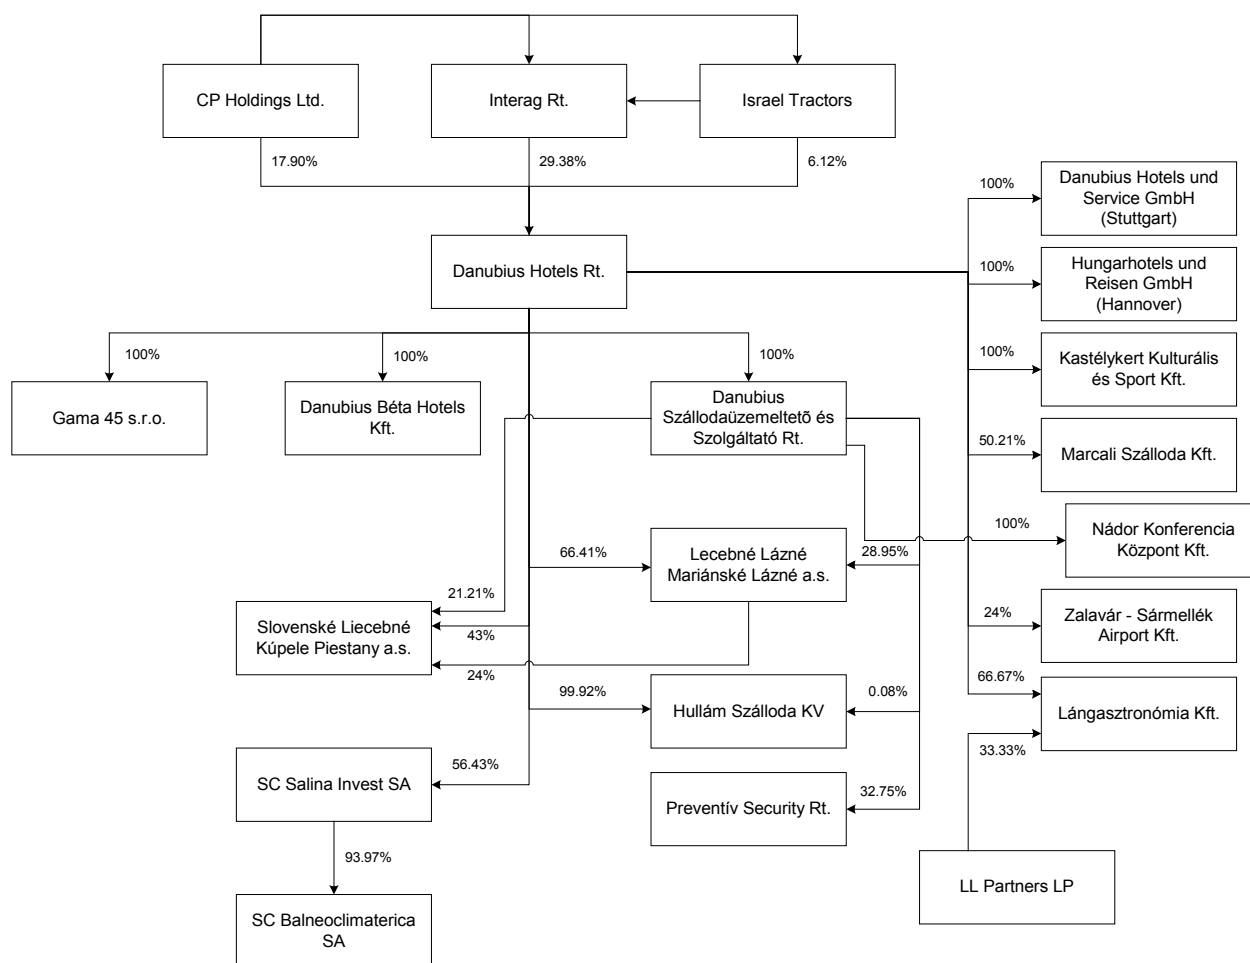 CP Holdings Ltd.
Interag Rt.
Israel Tractors
17.90%
29.38%
6.12%
Danubius Hotels Rt.
100%
Danubius Hotels und
Service GmbH
(Stuttgart)
100%
Hungarhotels und
Reisen GmbH
(Hannover)
100%
Kastélykert Kulturális
és Sport Kft.
50.21%
Marcali Szálloda Kft.
100%
Nádor Konferencia
Központ Kft.
24%
Zalavár - Sármellék
Airport Kft.
66.67%
Lángasztronómia Kft.
33.33%
LL Partners LP
100%
Gama 45 s.r.o.
100%
Danubius Béta Hotels
Kft.
100%
Danubius
Szállodaüzemeltetõ és
Szolgáltató Rt.
66.41%
Lecebné Lázné
Mariánské Lázné a.s.
28.95%
21.21%
Slovenské Liecebné
Kúpele Piestany a.s.
43%
24%
99.92%
Hullám Szálloda KV
0.08%
SC Salina Invest SA
56.43%
Preventív Security Rt.
32.75%
93.97%
SC Balneoclimaterica
SA